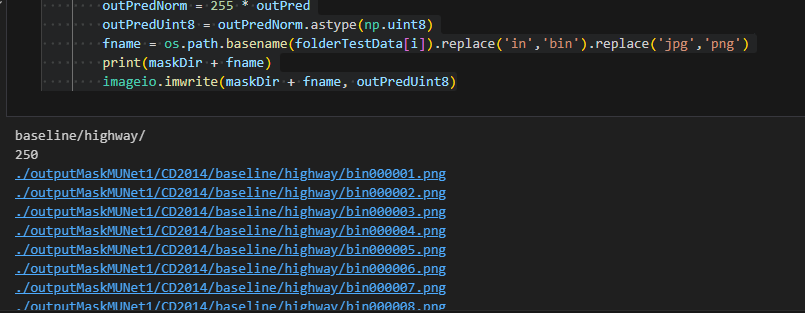 outPredNorm = 255 * outPred
outPredUint8 = outPredNorm.astype(np.uint8)
fname = os.path.basename(folderTestData[i]).replace('in','bin').replace('jpg','png')
print(maskDir + fname)
imageio.imwrite(maskDir + fname, outPredUint8)
baseline/highway/
250
./outputMaskMUNet1/CD2014/baseline/highway/bin000001.png
./outputMaskMUNet1/CD2014/baseline/highway/bin000002.png
./outputMaskMUNet1/CD2014/baseline/highway/bin000003.png
./outputMaskMUNet1/CD2014/baseline/highway/bin000004.png
./outputMaskMUNet1/CD2014/baseline/highway/bin000005.png
./outputMaskMUNet1/CD2014/baseline/highway/bin000006.png
./outputMaskMUNet1/CD2014/baseline/highway/bin000007.png
./outputMaskMUNet1/CD2014/baseline/highway/bin000008.png